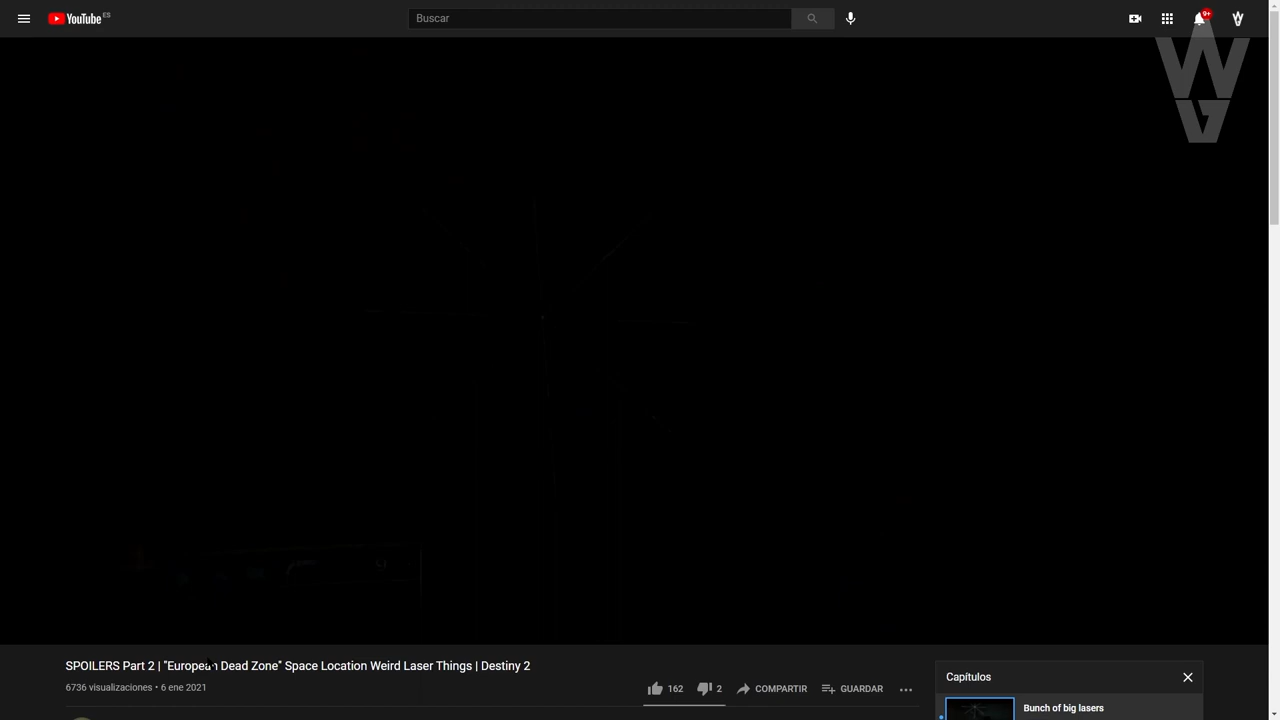 YouTube ES
Buscar
9+
SPOILERS Part 2 | "European Dead Zone" Space Location Weird Laser Things | Destiny 2
6736 visualizaciones • 6 ene 2021
162
2
COMPARTIR
GUARDAR
Capítulos
Bunch of big lasers